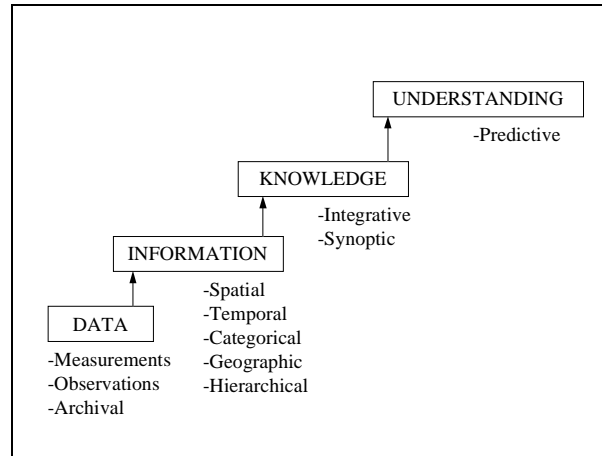 UNDERSTANDING
-Predictive
KNOWLEDGE
-Integrative
-Synoptic
INFORMATION
-Spatial
-Temporal
-Categorical
-Geographic
-Hierarchical
DATA
-Measurements
-Observations
-Archival